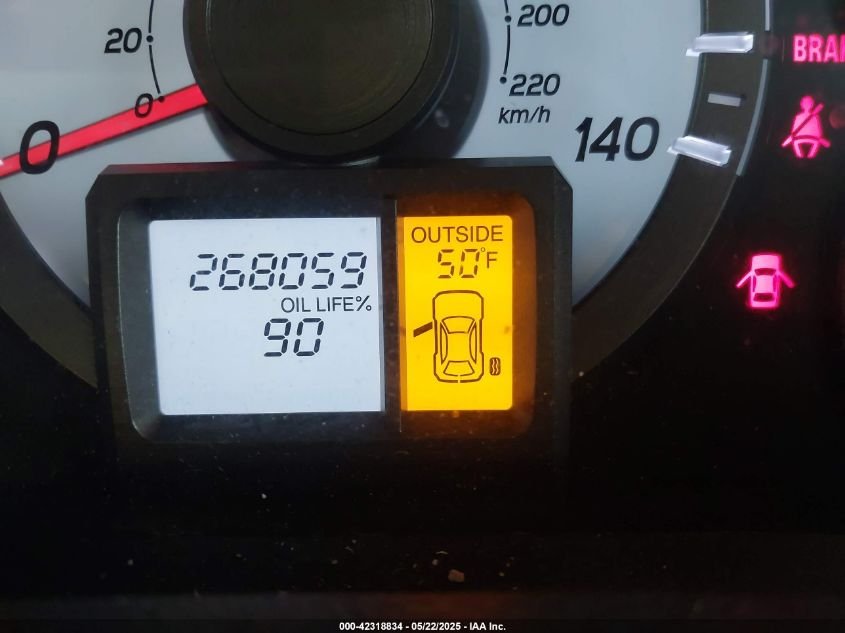 200
20
220
0
km/h
0
140
BRA
OUTSIDE
50°F
268059
OIL LIFE%
90
000-42318834 - 05/22/2025 - IAA Inc.